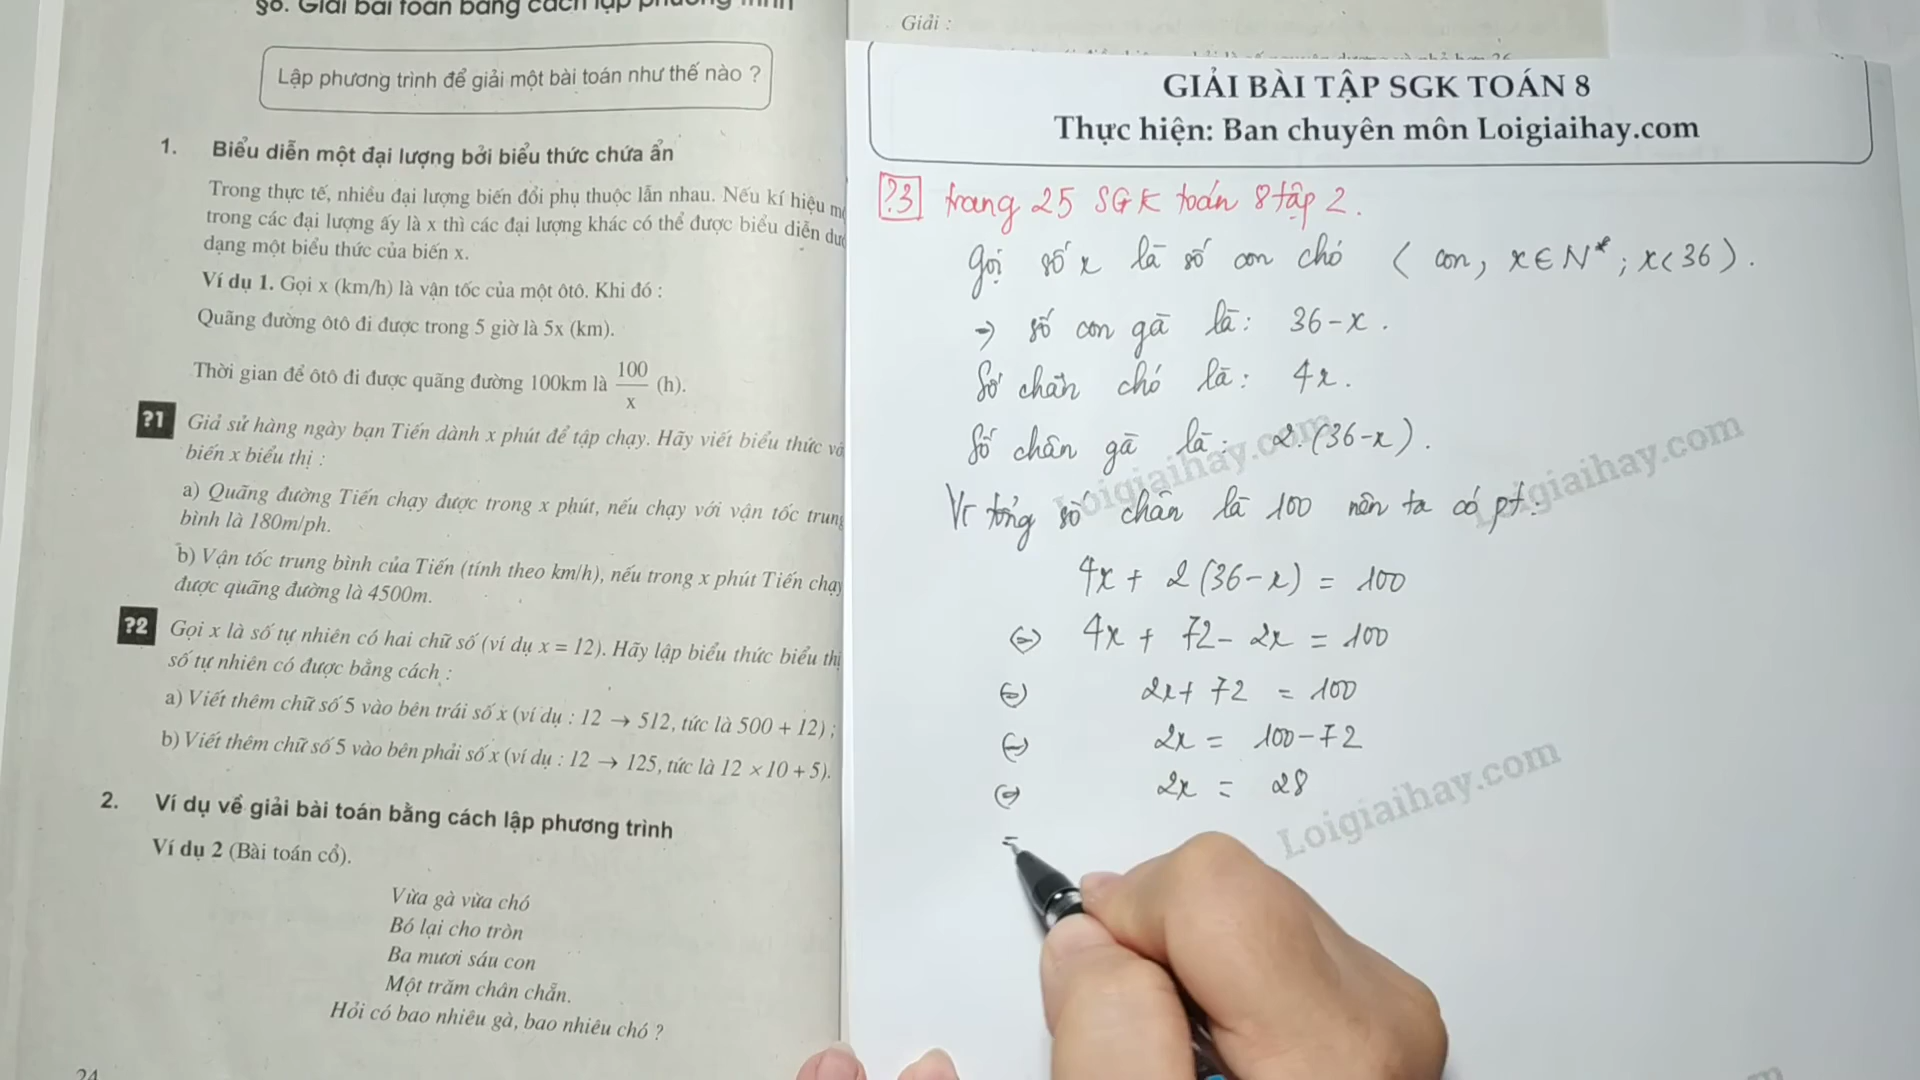 §6. Giải bài toán bằng cách lập phương trình
Lập phương trình để giải một bài toán như thế nào ?
1. Biểu diễn một đại lượng bởi biểu thức chứa ẩn
Trong thực tế, nhiều đại lượng biến đổi phụ thuộc lẫn nhau. Nếu kí hiệu
trong các đại lượng ấy là x thì các đại lượng khác có thể được biểu diễn
dạng một biểu thức của biến x.
Ví dụ 1. Gọi x (km/h) là vận tốc của một ôtô. Khi đó :
Quãng đường ôtô đi được trong 5 giờ là 5x (km).
Thời gian để ôtô đi được quãng đường 100km là 100/x (h).
?1 Giả sử hàng ngày bạn Tiến dành x phút để tập chạy. Hãy viết biểu thức
biến x biểu thị :
a) Quãng đường Tiến chạy được trong x phút, nếu chạy với vận tốc trung
bình là 180m/ph.
b) Vận tốc trung bình của Tiến (tính theo km/h), nếu trong x phút Tiến chạy
được quãng đường là 4500m.
?2 Gọi x là số tự nhiên có hai chữ số (ví dụ x = 12). Hãy lập biểu thức biểu thị
số tự nhiên có được bằng cách :
a) Viết thêm chữ số 5 vào bên trái số x (ví dụ : 12 → 512, tức là 500 + 12) ;
b) Viết thêm chữ số 5 vào bên phải số x (ví dụ : 12 → 125, tức là 12 × 10 + 5).
2. Ví dụ về giải bài toán bằng cách lập phương trình
Ví dụ 2 (Bài toán cổ).
Vừa gà vừa chó
Bó lại cho tròn
Ba mươi sáu con
Một trăm chân chẵn.
Hỏi có bao nhiêu gà, bao nhiêu chó ?
24
Giải :
GIẢI BÀI TẬP SGK TOÁN 8
Thực hiện: Ban chuyên môn Loigiaihay.com
?3 trang 25 SGK toán 8 tập 2.
Gọi số x là số con chó ( con, x ∈ N*; x < 36 ).
→ số con gà là: 36 - x.
Số chân chó là: 4x.
Số chân gà là: 2.(36-x).
Vì tổng số chân là 100 nên ta có pt:
4x + 2 (36 - x) = 100
⇔ 4x + 72 - 2x = 100
⇔ 2x + 72 = 100
⇔ 2x = 100 - 72
⇔ 2x = 28
Loigiaihay.com
Loigiaihay.com
Loigiaihay.com